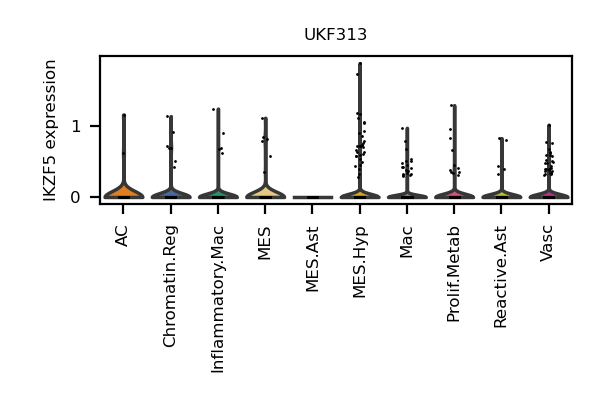 UKF313
IKZF5 expression
1
0
AC
Chromatin.Reg
Inflammatory.Mac
MES
MES.Ast
MES.Hyp
Mac
Prolif.Metab
Reactive.Ast
Vasc